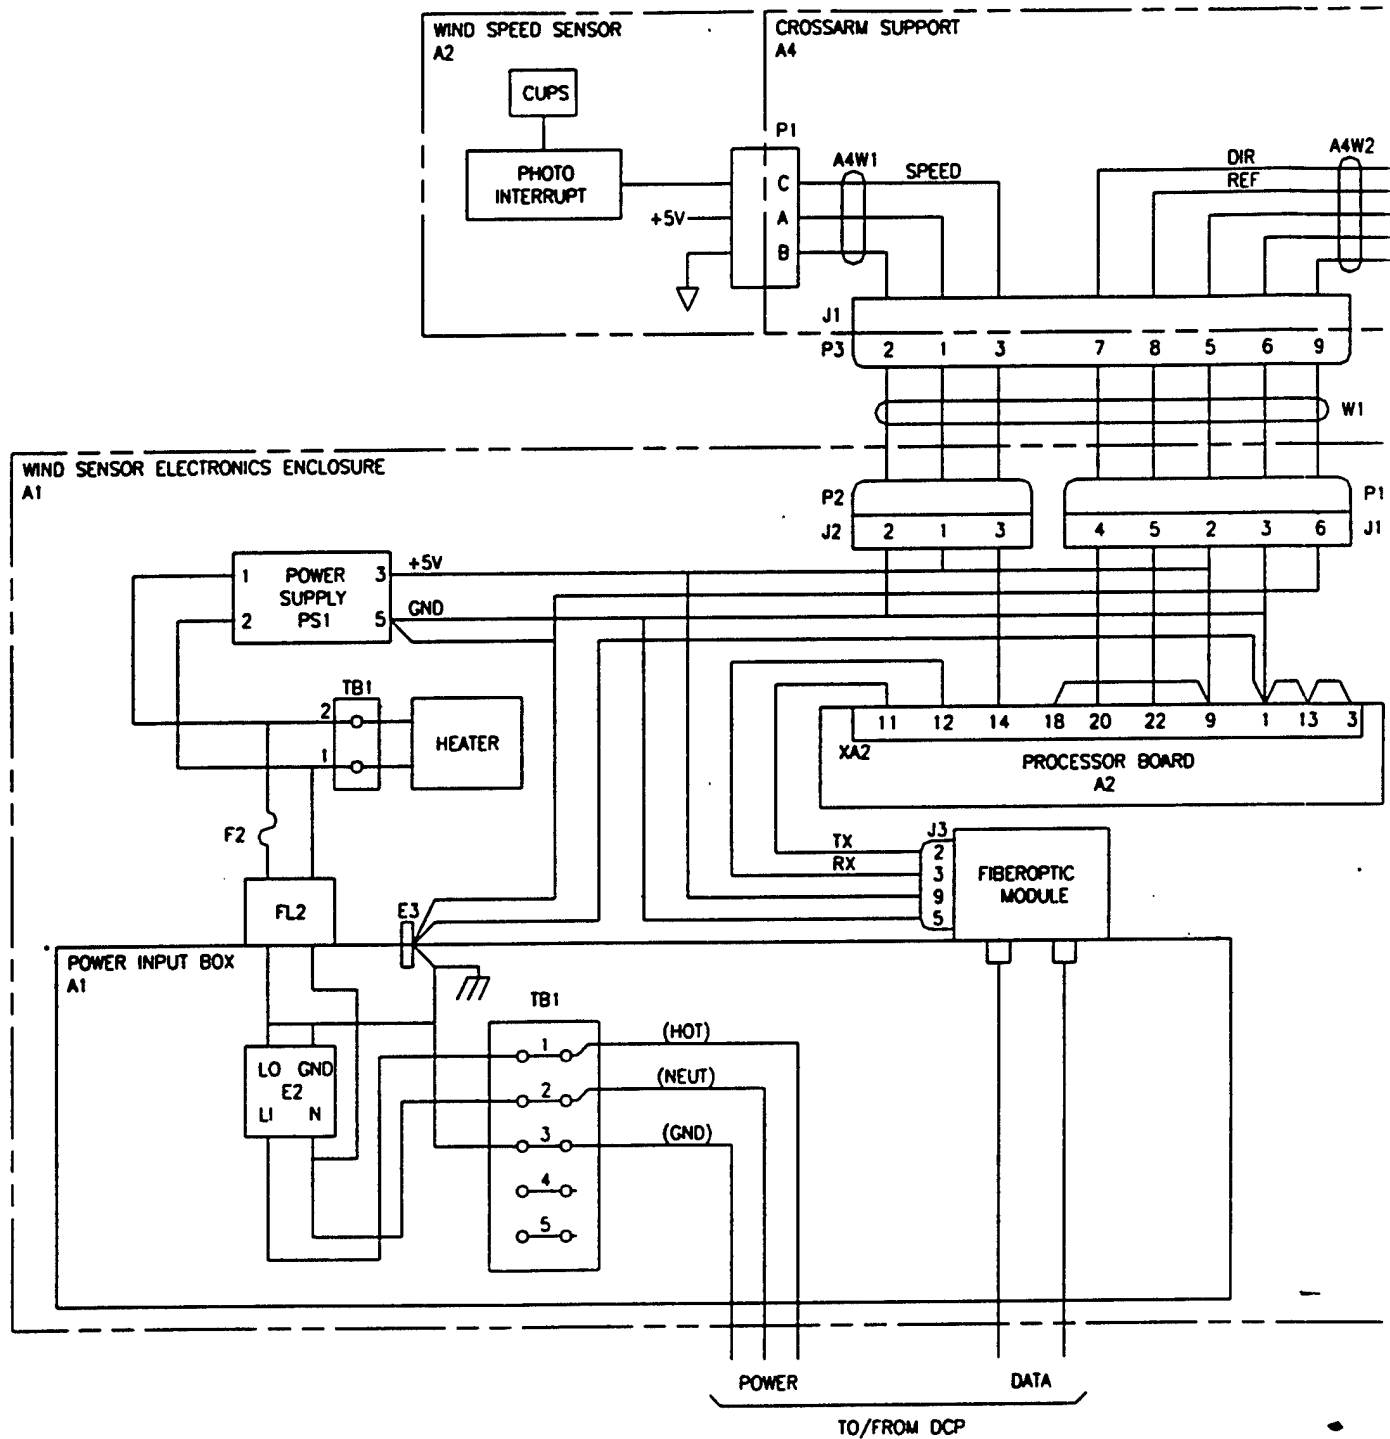 WIND SPEED SENSOR
A2
CROSSARM SUPPORT
A4
CUPS
PHOTO
INTERRUPT
+5V
P1
C
A
B
A4W1
SPEED
DIR
REF
A4W2
J1
P3 2 1 3 7 8 5 6 9
W1
WIND SENSOR ELECTRONICS ENCLOSURE
A1
P2
P1
J2 2 1 3
4 5 2 3 6 J1
1 POWER 3
SUPPLY
2 PS1 5
+5V
GND
TB1
2
1
HEATER
11 12 14 18 20 22 9 1 13 3
XA2
PROCESSOR BOARD
A2
F2
FL2
E3
TX
RX
J3
2
3
9
5
FIBEROPTIC
MODULE
POWER INPUT BOX
A1
LO GND
E2
LI N
TB1
1
2
3
4
5
(HOT)
(NEUT)
(GND)
POWER
DATA
TO/FROM DCP